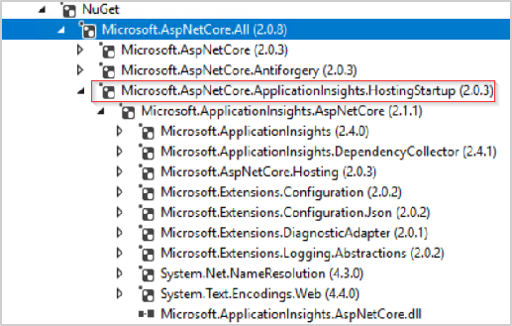 NuGet
Microsoft.AspNetCore.All (2.0.8)
Microsoft.AspNetCore (2.0.3)
Microsoft.AspNetCore.Antiforgery (2.0.3)
Microsoft.AspNetCore.ApplicationInsights.HostingStartup (2.0.3)
Microsoft.ApplicationInsights.AspNetCore (2.1.1)
Microsoft.ApplicationInsights (2.4.0)
Microsoft.ApplicationInsights.DependencyCollector (2.4.1)
Microsoft.AspNetCore.Hosting (2.0.3)
Microsoft.Extensions.Configuration (2.0.2)
Microsoft.Extensions.Configuration.Json (2.0.2)
Microsoft.Extensions.DiagnosticAdapter (2.0.1)
Microsoft.Extensions.Logging.Abstractions (2.0.2)
System.Net.NameResolution (4.3.0)
System.Text.Encodings.Web (4.4.0)
Microsoft.ApplicationInsights.AspNetCore.dll